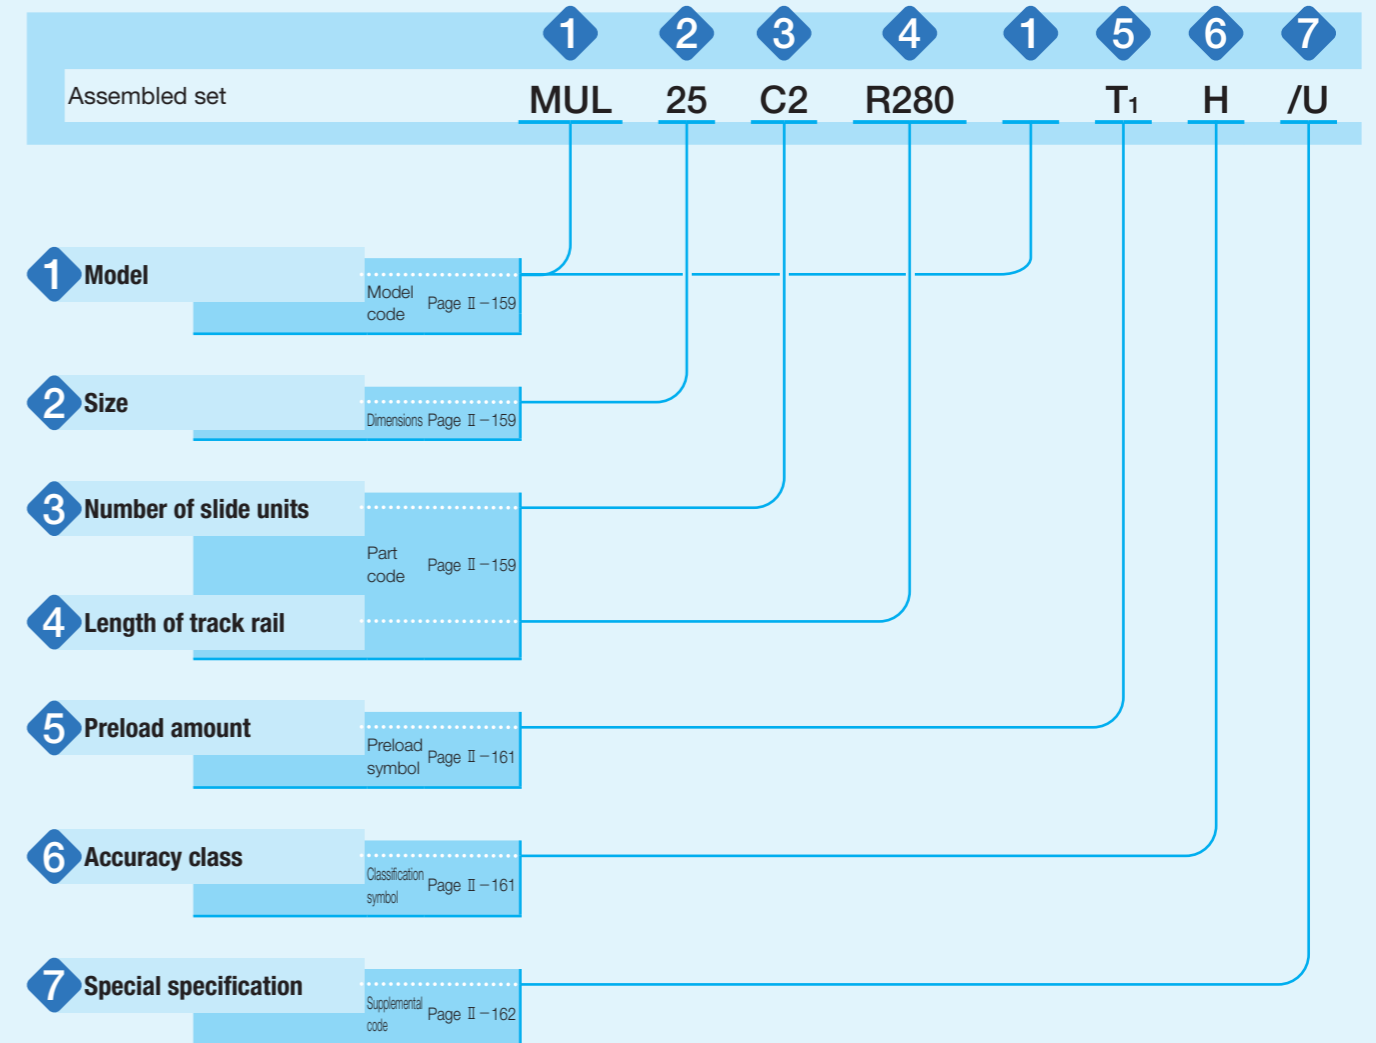 1 2 3 4 1 5 6 7
Assembled set MUL 25 C2 R280 T1 H /U
1 Model
Model code Page Ⅱ－159
2 Size
Dimensions Page Ⅱ－159
3 Number of slide units
Part code Page Ⅱ－159
4 Length of track rail
5 Preload amount
Preload symbol Page Ⅱ－161
6 Accuracy class
Classification symbol Page Ⅱ－161
7 Special specification
Supplemental code Page Ⅱ－162